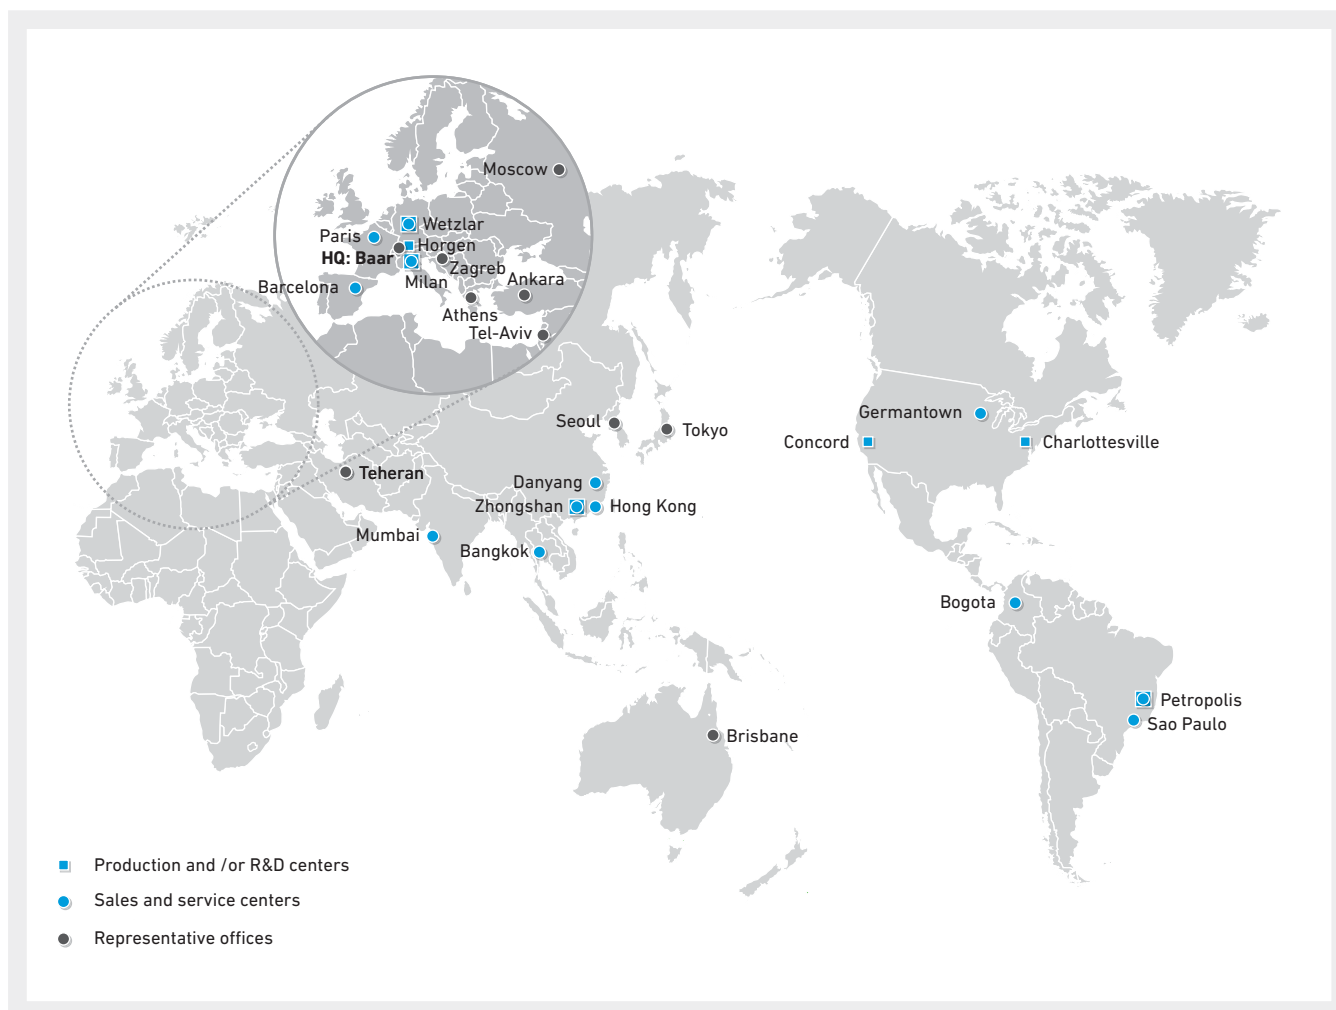 Moscow
Wetzlar
Paris
Horgen
HQ: Baar
Zagreb
Milan
Ankara
Barcelona
Athens
Tel-Aviv
Seoul
Tokyo
Germantown
Concord
Charlottesville
Teheran
Danyang
Zhongshan
Hong Kong
Mumbai
Bangkok
Bogota
Petropolis
Sao Paulo
Brisbane
Production and /or R&D centers
Sales and service centers
Representative offices